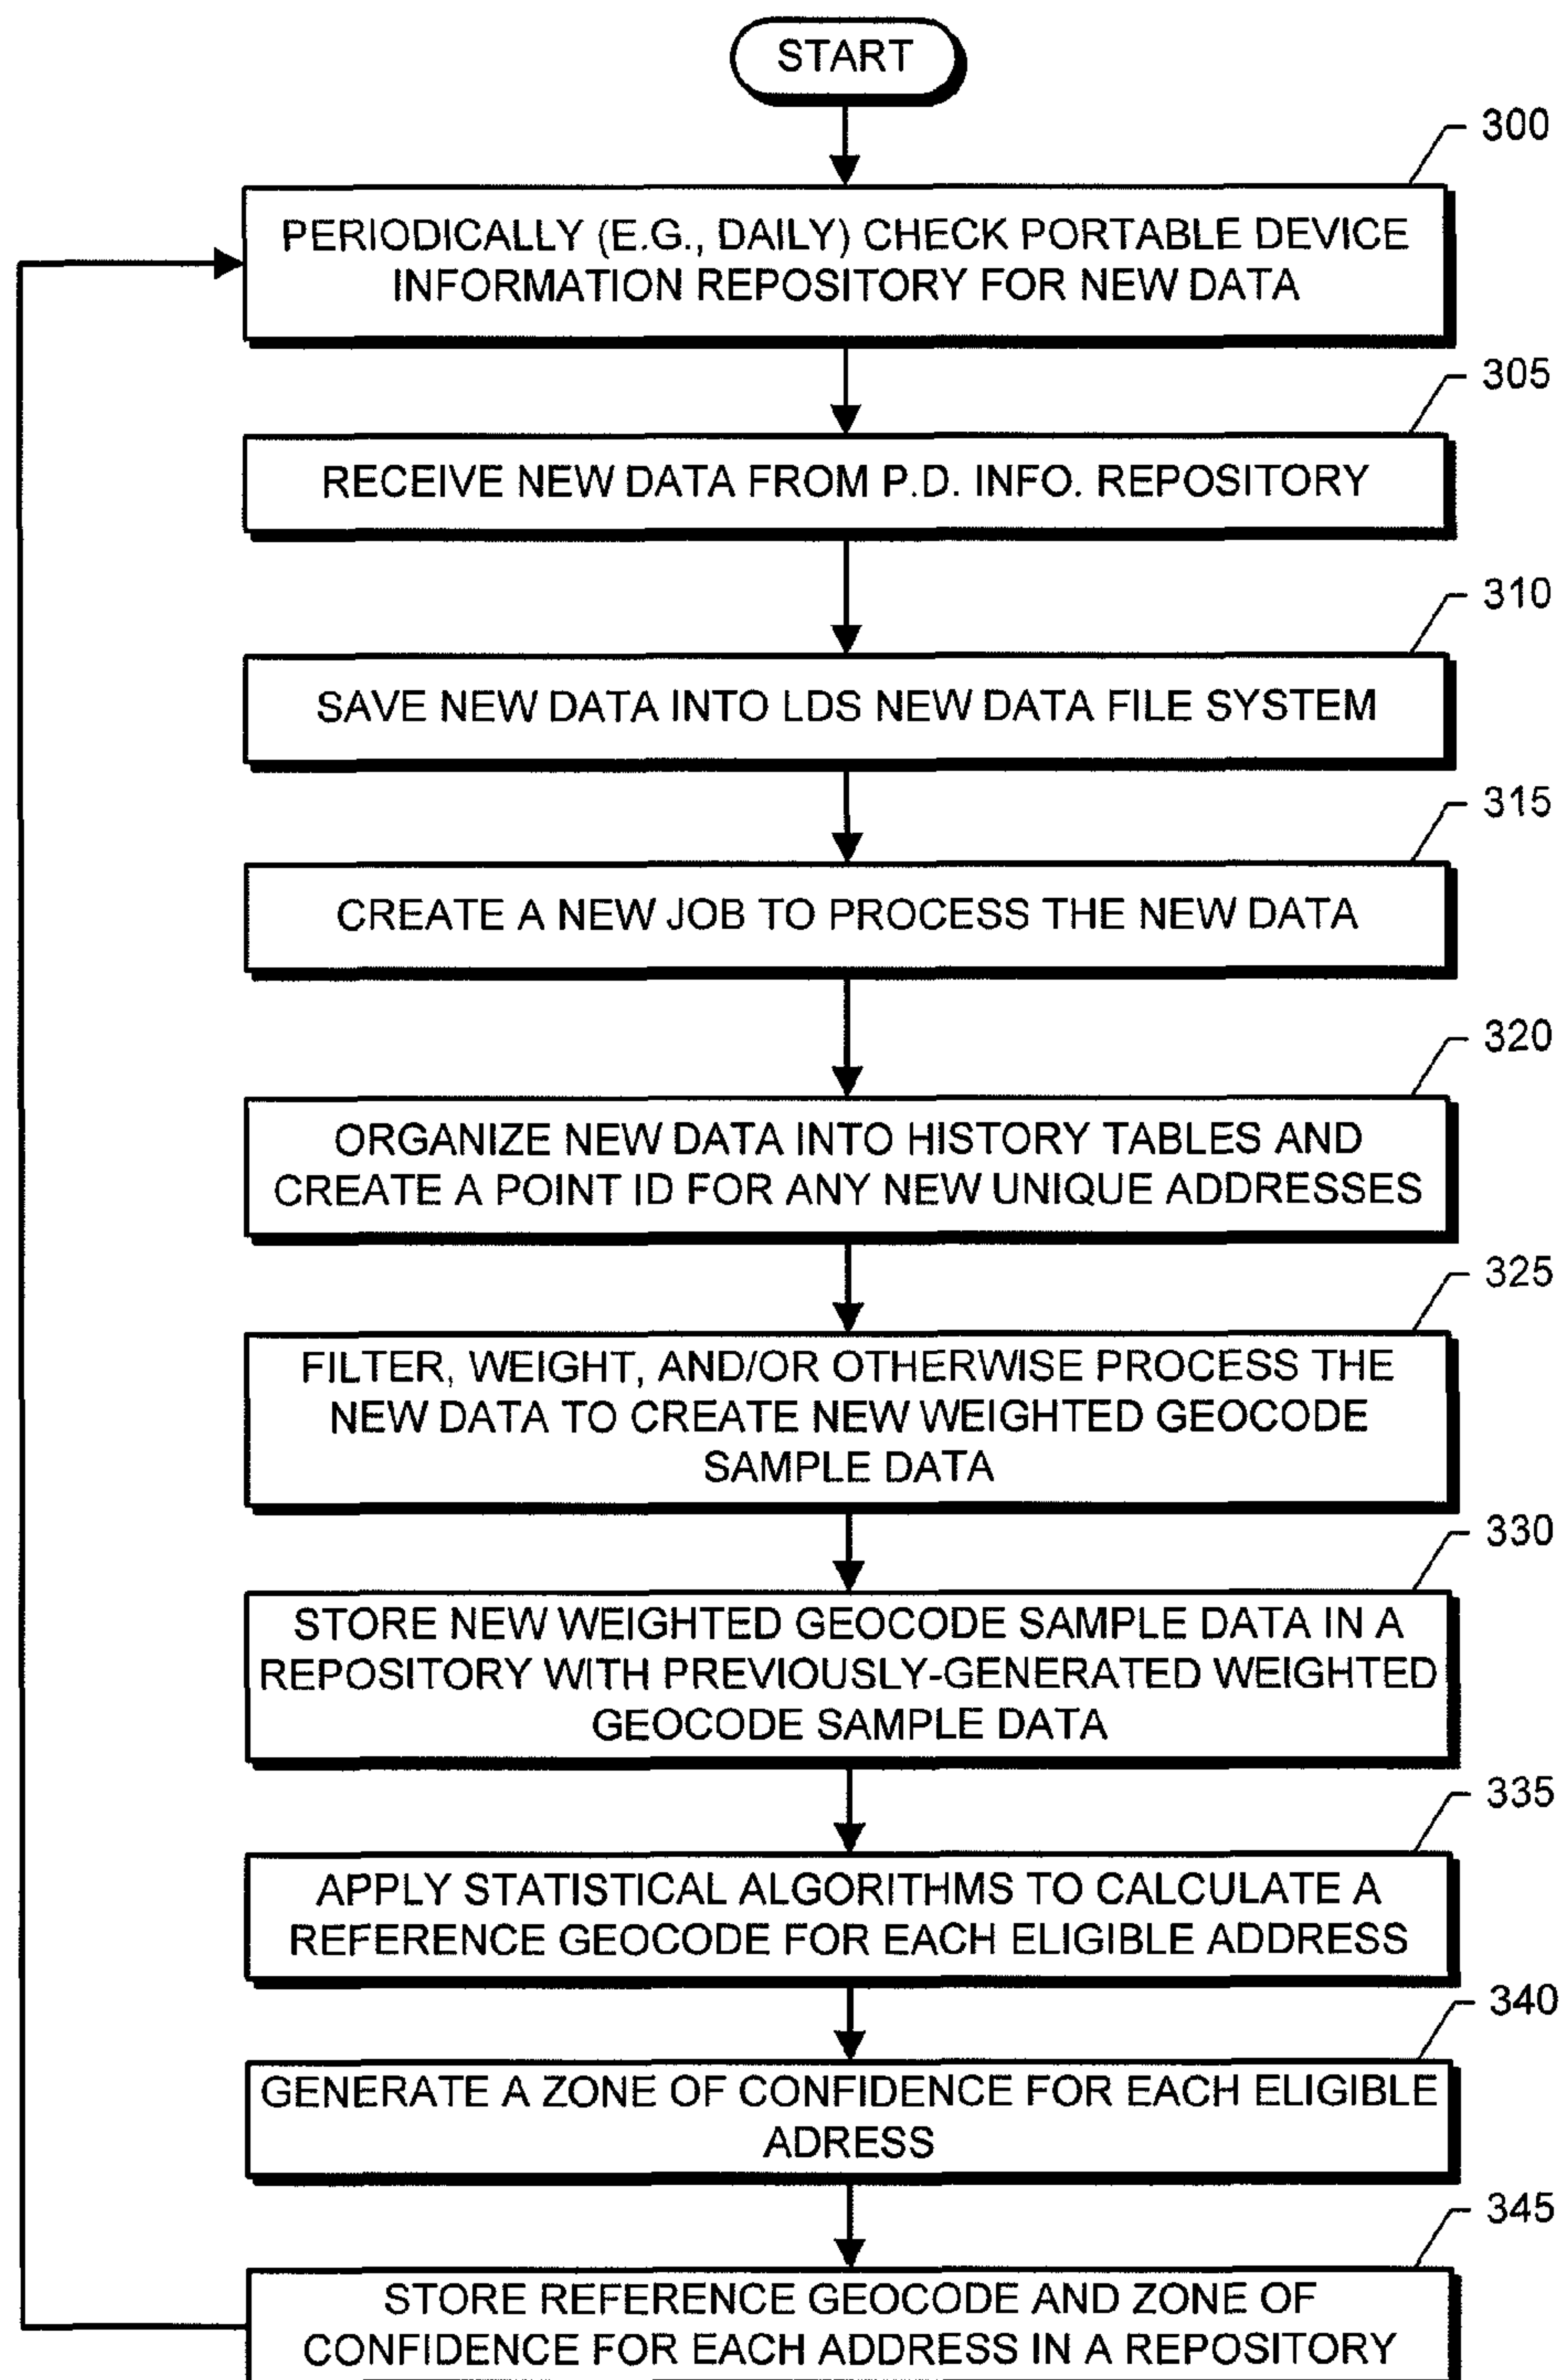 START
300
PERIODICALLY (E.G., DAILY) CHECK PORTABLE DEVICE
INFORMATION REPOSITORY FOR NEW DATA
305
RECEIVE NEW DATA FROM P.D. INFO. REPOSITORY
310
SAVE NEW DATA INTO LDS NEW DATA FILE SYSTEM
315
CREATE A NEW JOB TO PROCESS THE NEW DATA
320
ORGANIZE NEW DATA INTO HISTORY TABLES AND
CREATE A POINT ID FOR ANY NEW UNIQUE ADDRESSES
325
FILTER, WEIGHT, AND/OR OTHERWISE PROCESS THE
NEW DATA TO CREATE NEW WEIGHTED GEOCODE
SAMPLE DATA
330
STORE NEW WEIGHTED GEOCODE SAMPLE DATA IN A
REPOSITORY WITH PREVIOUSLY-GENERATED WEIGHTED
GEOCODE SAMPLE DATA
335
APPLY STATISTICAL ALGORITHMS TO CALCULATE A
REFERENCE GEOCODE FOR EACH ELIGIBLE ADDRESS
340
GENERATE A ZONE OF CONFIDENCE FOR EACH ELIGIBLE
ADRESS
345
STORE REFERENCE GEOCODE AND ZONE OF
CONFIDENCE FOR EACH ADDRESS IN A REPOSITORY